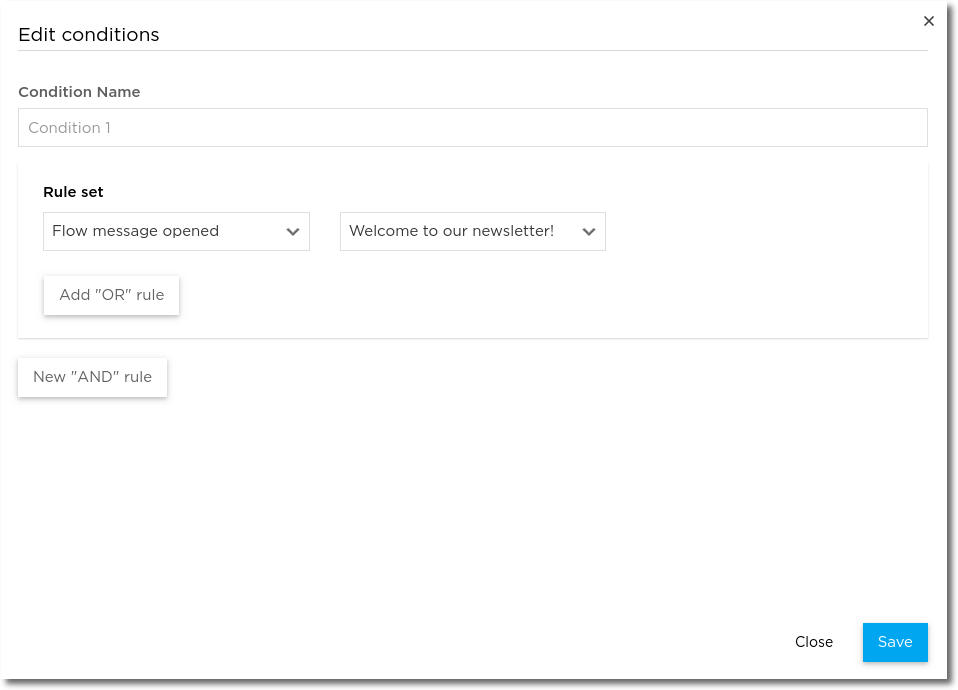 Edit conditions
×
Condition Name
Condition 1
Rule set
Flow message opened
Welcome to our newsletter!
Add "OR" rule
New "AND" rule
Close
Save